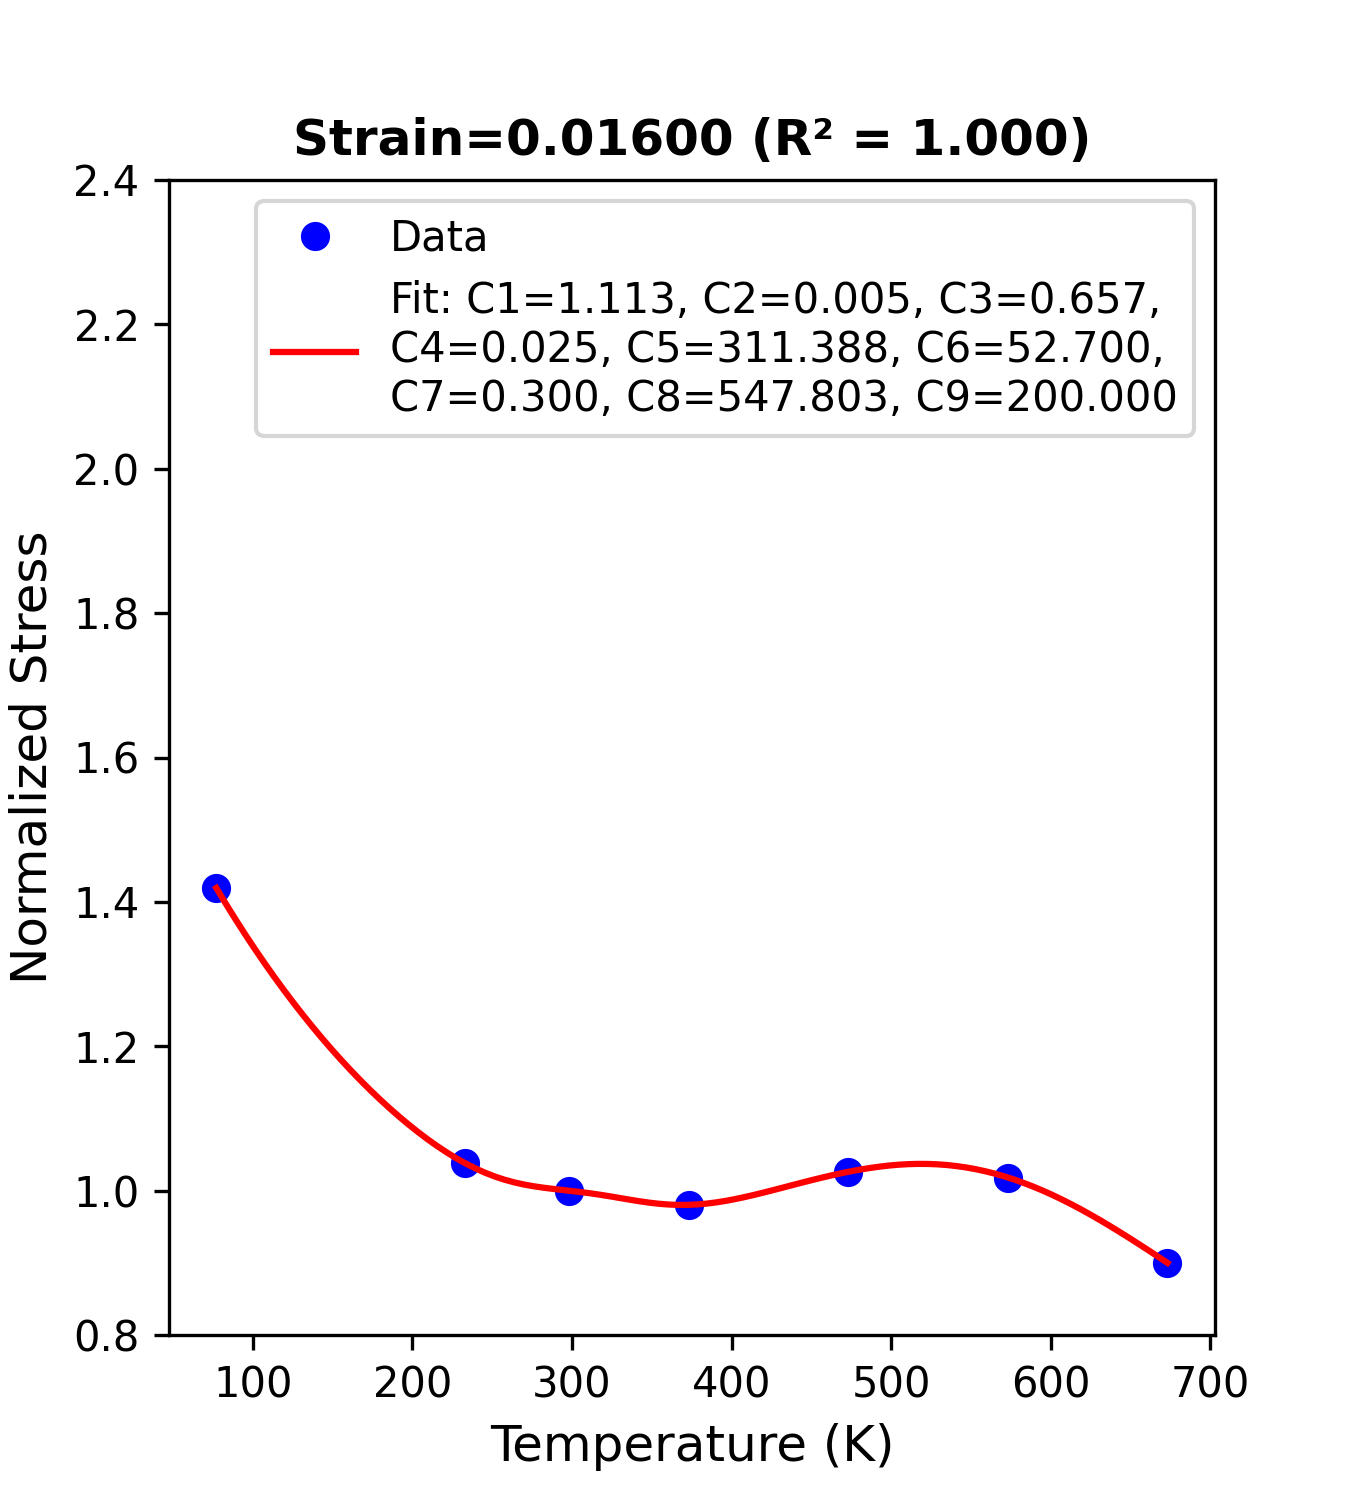 Strain=0.01600 (R² = 1.000)
2.4
2.2
2.0
1.8
1.6
1.4
1.2
1.0
0.8
Normalized Stress
Data
Fit: C1=1.113, C2=0.005, C3=0.657,
C4=0.025, C5=311.388, C6=52.700,
C7=0.300, C8=547.803, C9=200.000
100 200 300 400 500 600 700
Temperature (K)